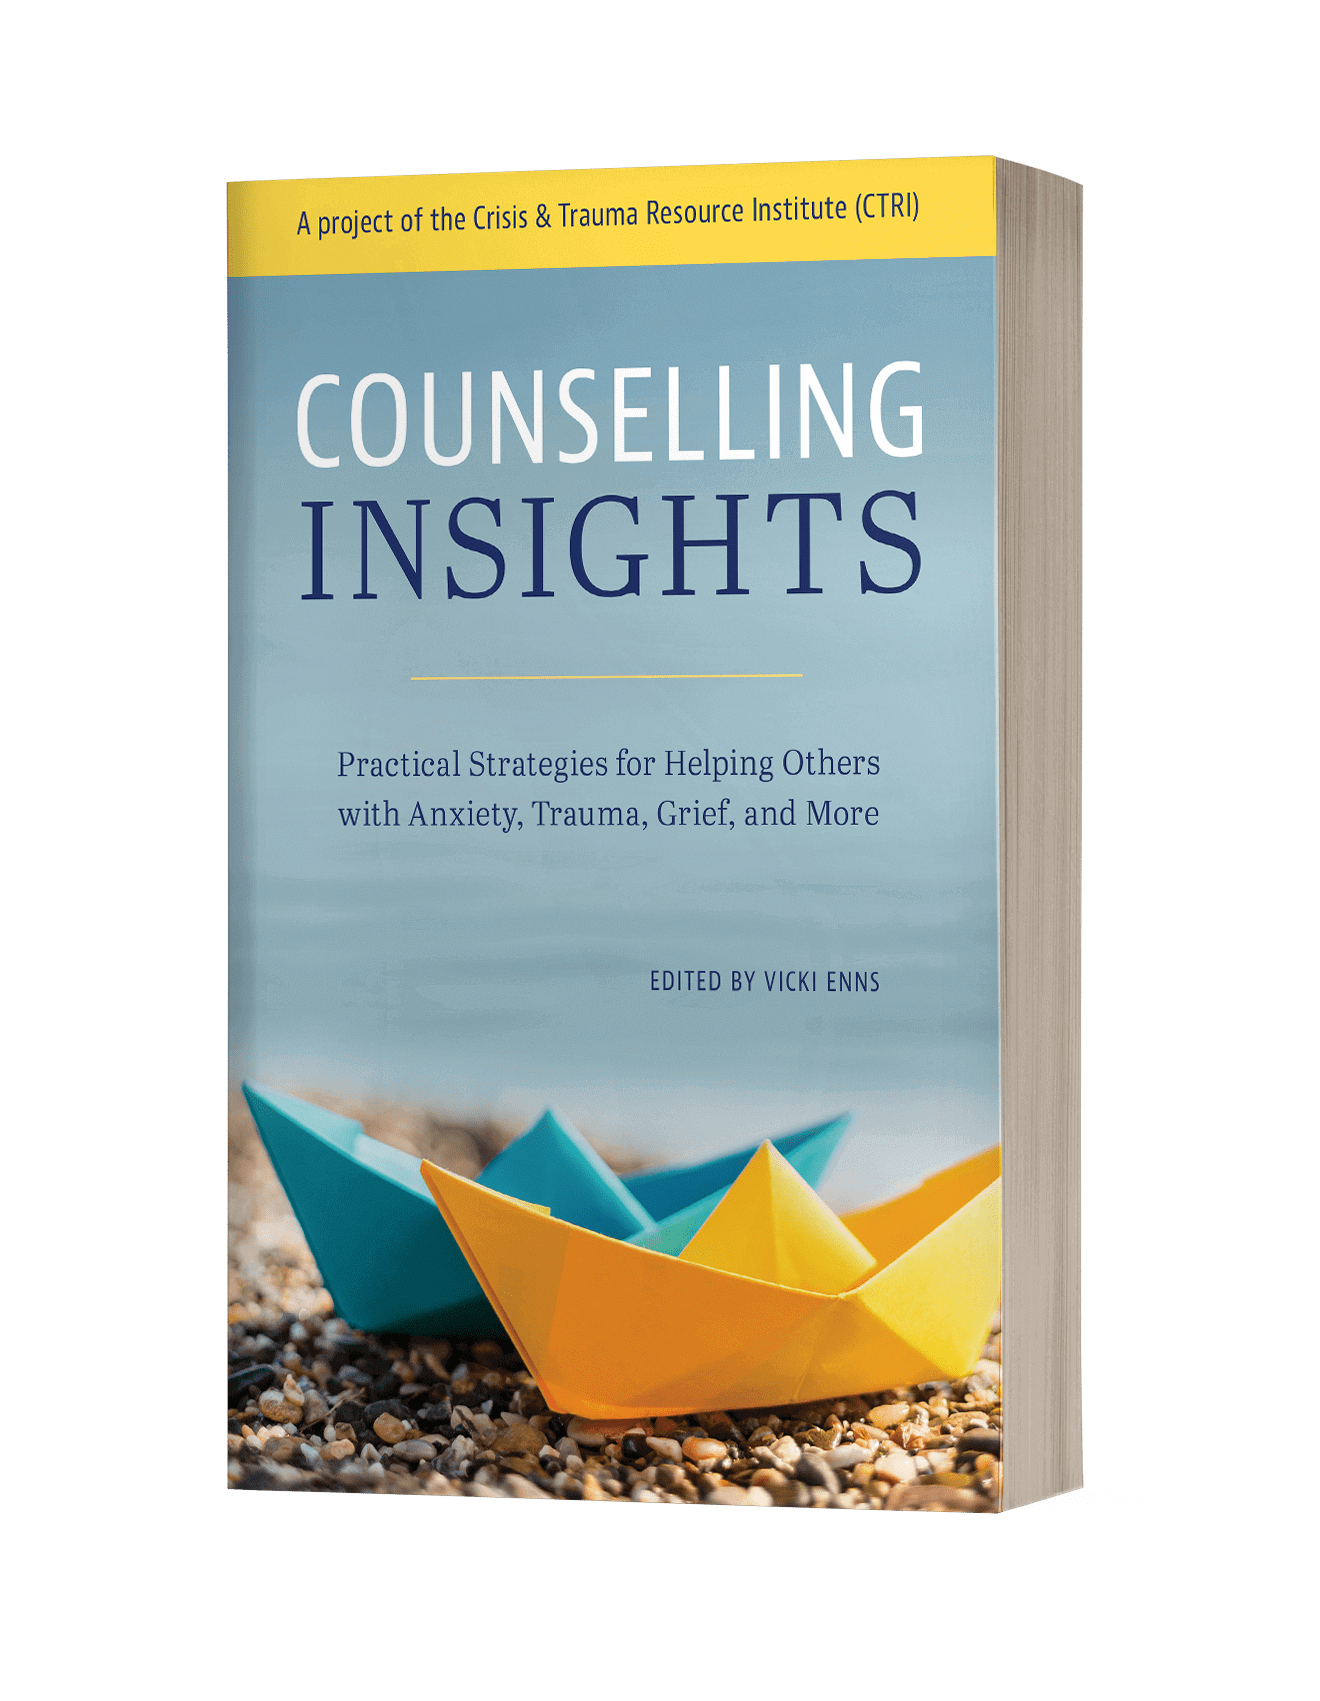 A project of the Crisis & Trauma Resource Institute (CTRI)
COUNSELLING
INSIGHTS
Practical Strategies for Helping Others
with Anxiety, Trauma, Grief, and More
EDITED BY VICKI ENNS